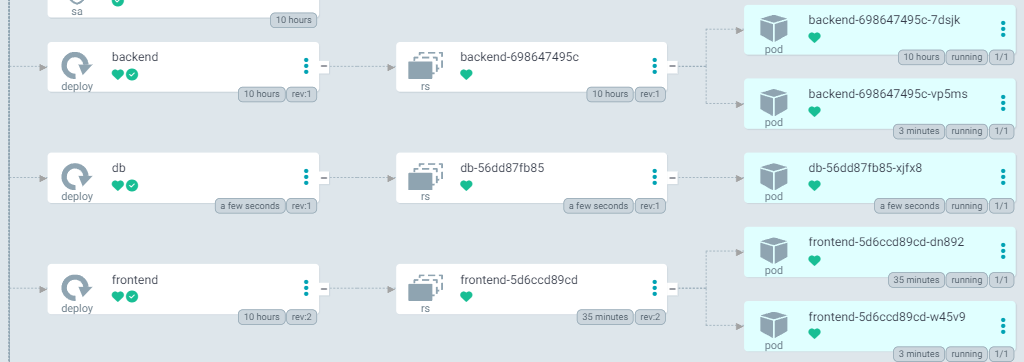 sa
10 hours
backend
deploy
10 hours rev:1
backend-698647495c
rs
10 hours rev:1
backend-698647495c-7dsjk
pod
10 hours running 1/1
backend-698647495c-vp5ms
pod
3 minutes running 1/1
db
deploy
a few seconds rev:1
db-56dd87fb85
rs
a few seconds rev:1
db-56dd87fb85-xjfx8
pod
a few seconds running 1/1
frontend
deploy
10 hours rev:2
frontend-5d6ccd89cd
rs
35 minutes rev:2
frontend-5d6ccd89cd-dn892
pod
35 minutes running 1/1
frontend-5d6ccd89cd-w45v9
pod
3 minutes running 1/1